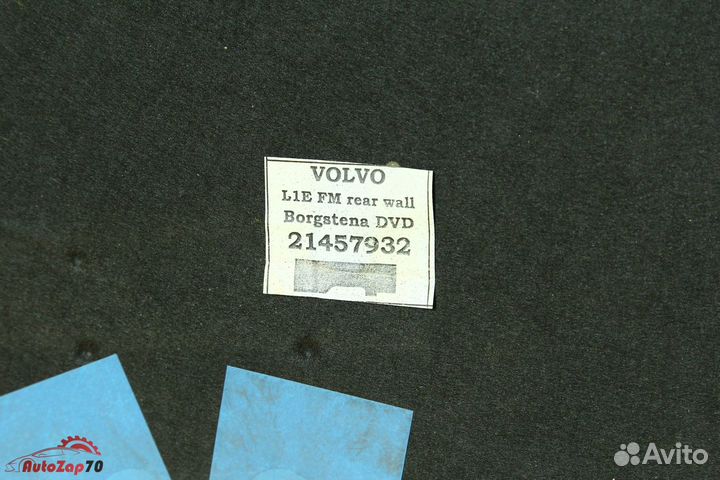 VOLVO
L1E FM rear wall
Borgstena DVD
21457932
AutoZap70
Avito